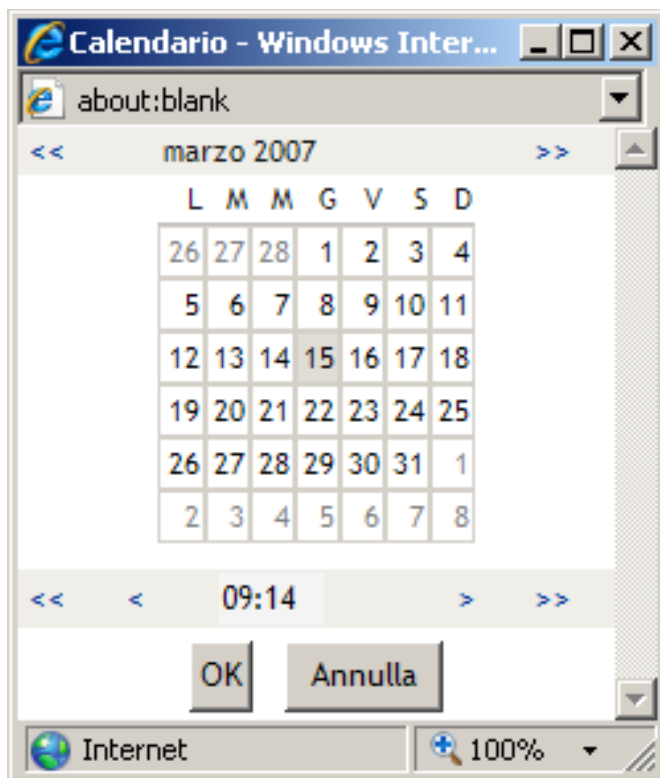 Calendario - Windows Inter...
about:blank
<< marzo 2007 >>
L M M G V S D
26 27 28 1 2 3 4
5 6 7 8 9 10 11
12 13 14 15 16 17 18
19 20 21 22 23 24 25
26 27 28 29 30 31 1
2 3 4 5 6 7 8
<< < 09:14 > >>
OK Annulla
Internet 100%